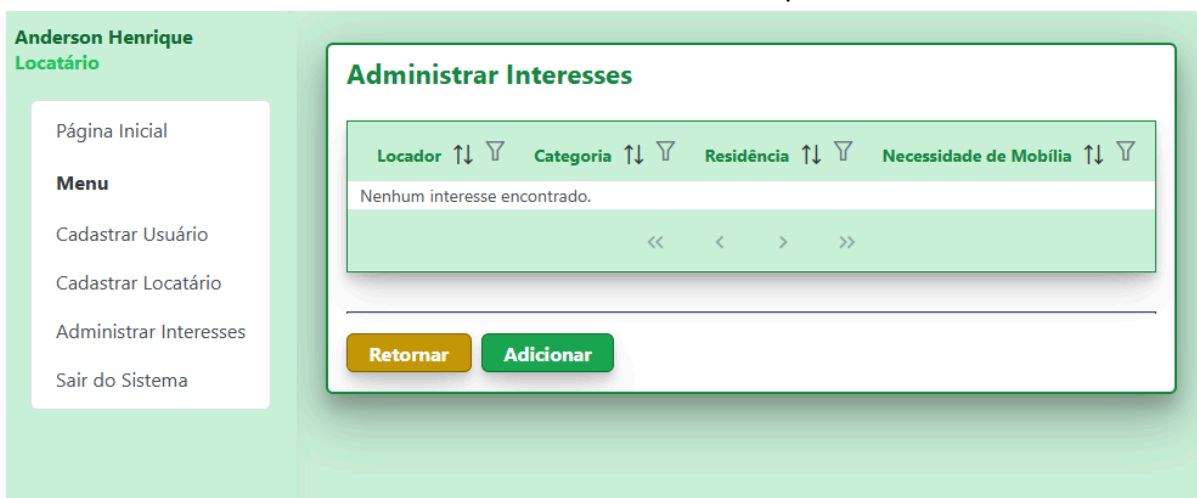 Anderson Henrique
Locatário
Página Inicial
Menu
Cadastrar Usuário
Cadastrar Locatário
Administrar Interesses
Sair do Sistema
Administrar Interesses
Locador Categoria Residência Necessidade de Mobília
Nenhum interesse encontrado.
Retornar Adicionar